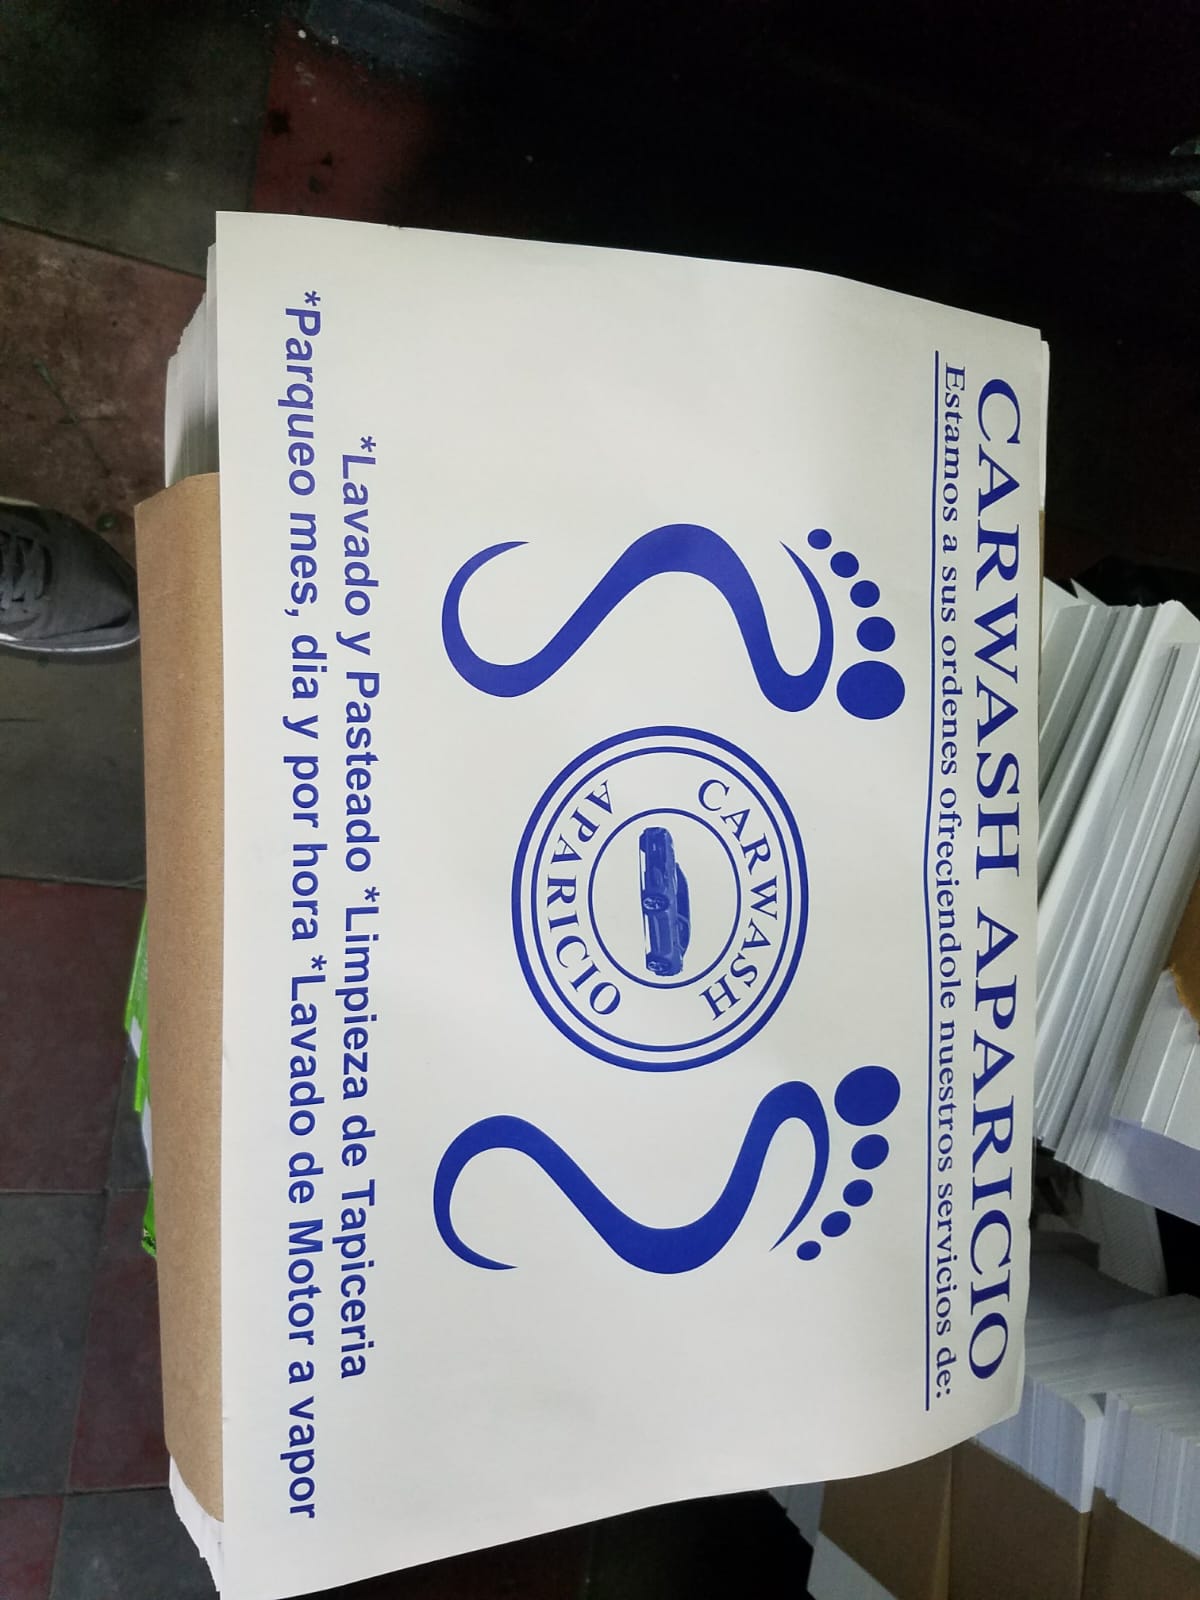 CARWASH APARICIO
Estamos a sus ordenes ofreciendole nuestros servicios de:
CARWASH
APARICIO
*Lavado y Pasteado *Limpieza de Tapiceria
*Parqueo mes, dia y por hora *Lavado de Motor a vapor